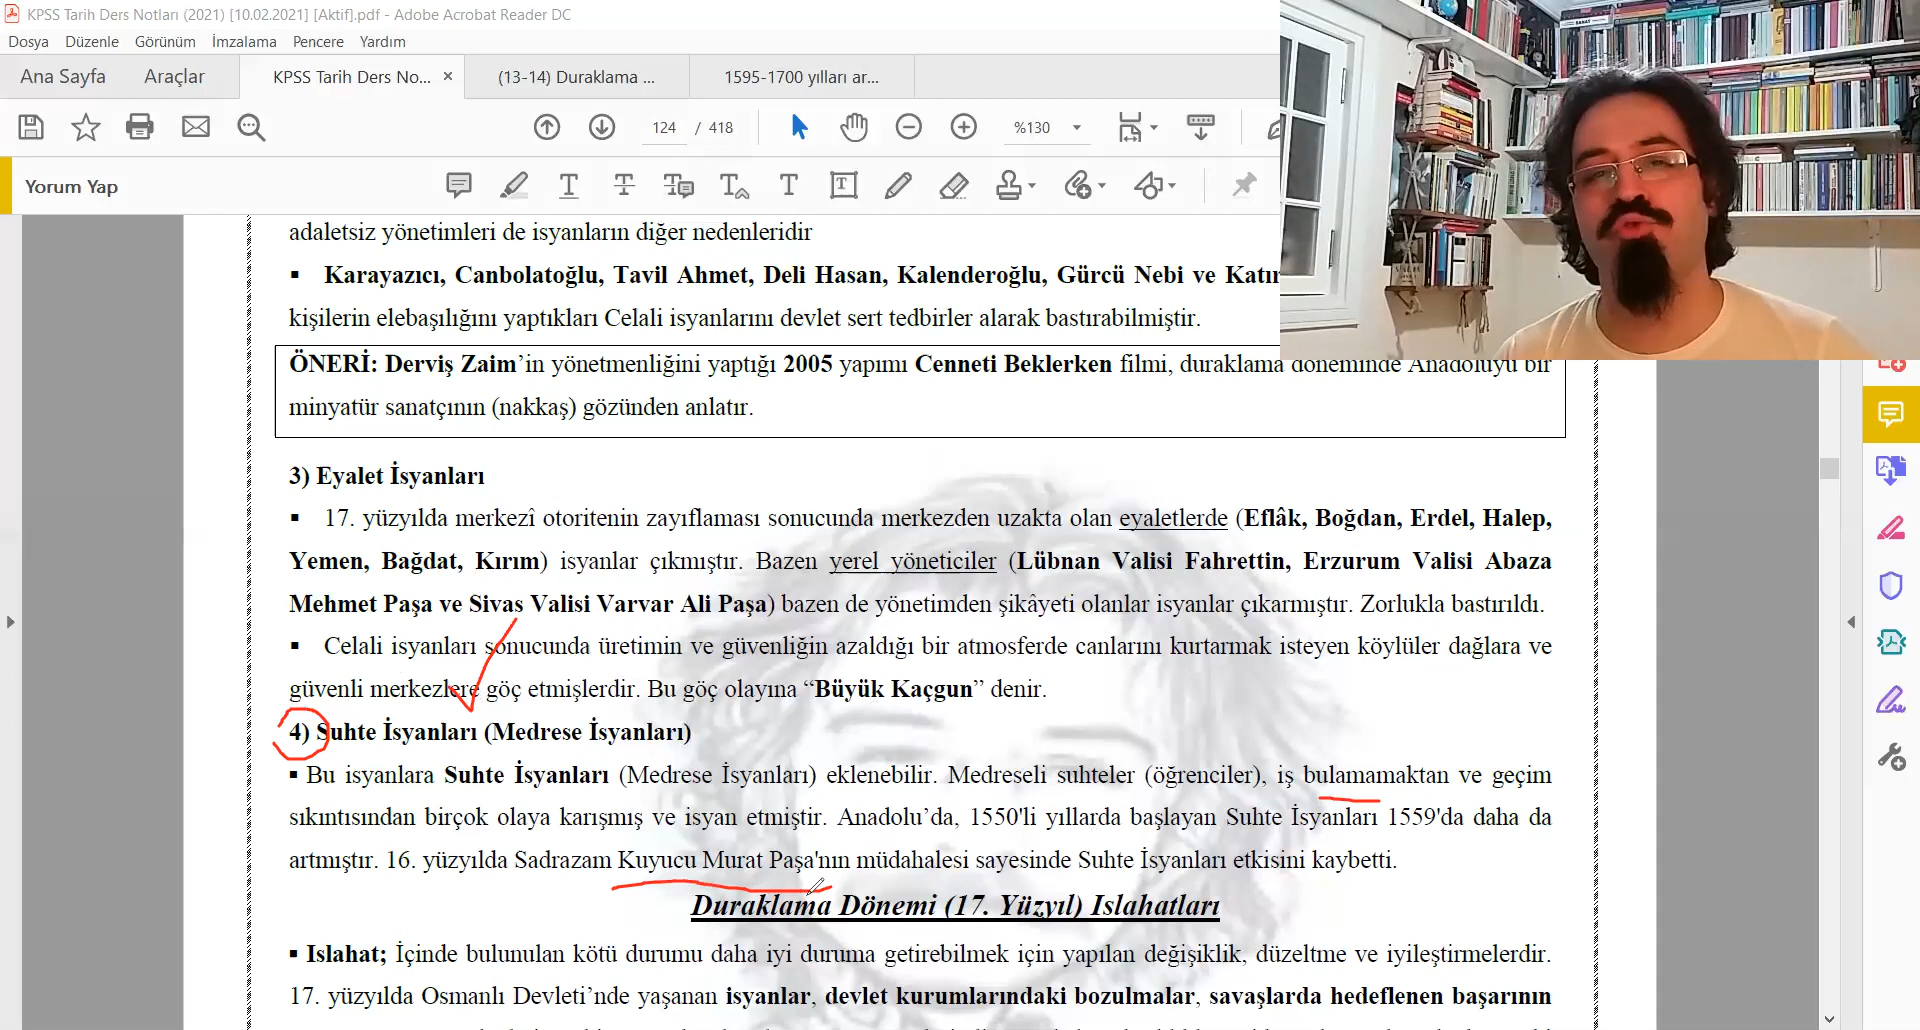 KPSS Tarih Ders Notları (2021) [10.02.2021] [Aktif].pdf - Adobe Acrobat Reader DC
Dosya Düzenle Görünüm İmzalama Pencere Yardım
Ana Sayfa Araçlar KPSS Tarih Ders No... × (13-14) Duraklama ... 1595-1700 yılları ar...
124 / 418 %130
Yorum Yap
adaletsiz yönetimleri de isyanların diğer nedenleridir
▪ Karayazıcı, Canbolatoğlu, Tavil Ahmet, Deli Hasan, Kalenderoğlu, Gürcü Nebi ve Katır
kişilerin elebaşılığını yaptıkları Celali isyanlarını devlet sert tedbirler alarak bastırabilmiştir.
ÖNERİ: Derviş Zaim’in yönetmenliğini yaptığı 2005 yapımı Cenneti Beklerken filmi, duraklama döneminde Anadoluyu bir
minyatür sanatçının (nakkaş) gözünden anlatır.
3) Eyalet İsyanları
▪ 17. yüzyılda merkezî otoritenin zayıflaması sonucunda merkezden uzakta olan eyaletlerde (Eflâk, Boğdan, Erdel, Halep,
Yemen, Bağdat, Kırım) isyanlar çıkmıştır. Bazen yerel yöneticiler (Lübnan Valisi Fahrettin, Erzurum Valisi Abaza
Mehmet Paşa ve Sivas Valisi Varvar Ali Paşa) bazen de yönetimden şikâyeti olanlar isyanlar çıkarmıştır. Zorlukla bastırıldı.
▪ Celali isyanları sonucunda üretimin ve güvenliğin azaldığı bir atmosferde canlarını kurtarmak isteyen köylüler dağlara ve
güvenli merkezlere göç etmişlerdir. Bu göç olayına “Büyük Kaçgun” denir.
4) Suhte İsyanları (Medrese İsyanları)
▪ Bu isyanlara Suhte İsyanları (Medrese İsyanları) eklenebilir. Medreseli suhteler (öğrenciler), iş bulamamaktan ve geçim
sıkıntısından birçok olaya karışmış ve isyan etmiştir. Anadolu’da, 1550'li yıllarda başlayan Suhte İsyanları 1559'da daha da
artmıştır. 16. yüzyılda Sadrazam Kuyucu Murat Paşa'nın müdahalesi sayesinde Suhte İsyanları etkisini kaybetti.
Duraklama Dönemi (17. Yüzyıl) Islahatları
▪ Islahat; İçinde bulunulan kötü durumu daha iyi duruma getirebilmek için yapılan değişiklik, düzeltme ve iyileştirmelerdir.
17. yüzyılda Osmanlı Devleti’nde yaşanan isyanlar, devlet kurumlarındaki bozulmalar, savaşlarda hedeflenen başarının